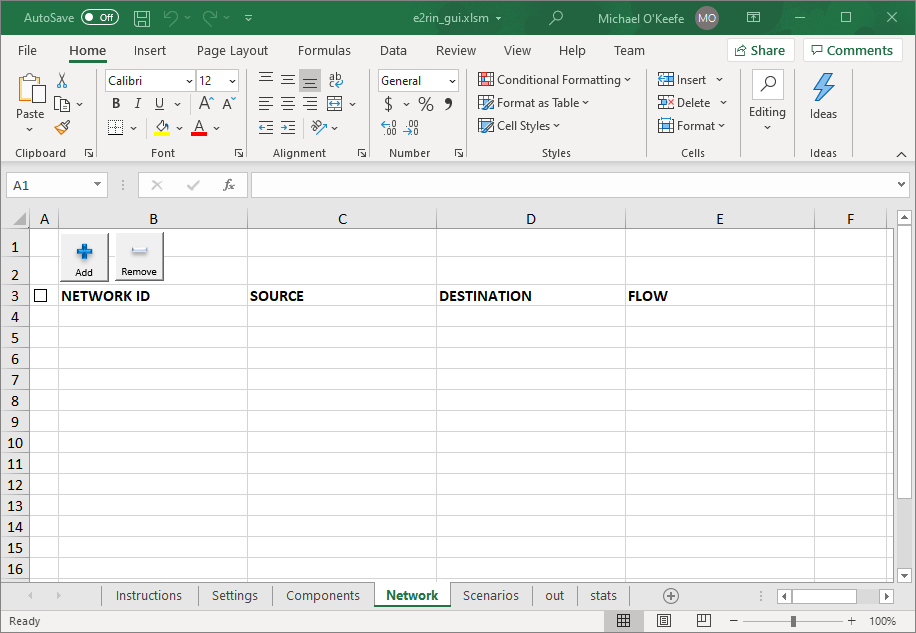 AutoSave Off e2rin_gui.xlsm Michael O'Keefe MO
File Home Insert Page Layout Formulas Data Review View Help Team Share Comments
Calibri 12 ab General Conditional Formatting Insert
Paste B I U A A $ % Format as Table Delete Editing Ideas
A .00 .00 Cell Styles Format
Clipboard Font Alignment Number Styles Cells Ideas
A1 fx
A B C D E F
1
2 Add Remove
3 NETWORK ID SOURCE DESTINATION FLOW
4
5
6
7
8
9
10
11
12
13
14
15
16
Instructions Settings Components Network Scenarios out stats
Ready 100%